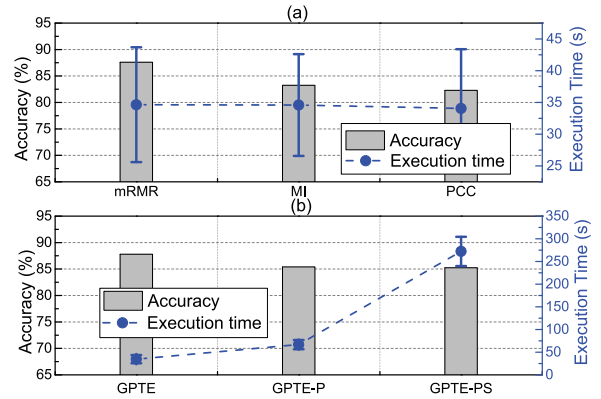 (a)
95
90
85
80
75
70
65
Accuracy (%)
45
40
35
30
25
Execution Time (s)
Accuracy
Execution time
mRMR MI PCC
(b)
95
90
85
80
75
70
65
Accuracy (%)
350
300
250
200
150
100
50
0
Execution Time (s)
Accuracy
Execution time
GPTE GPTE-P GPTE-PS